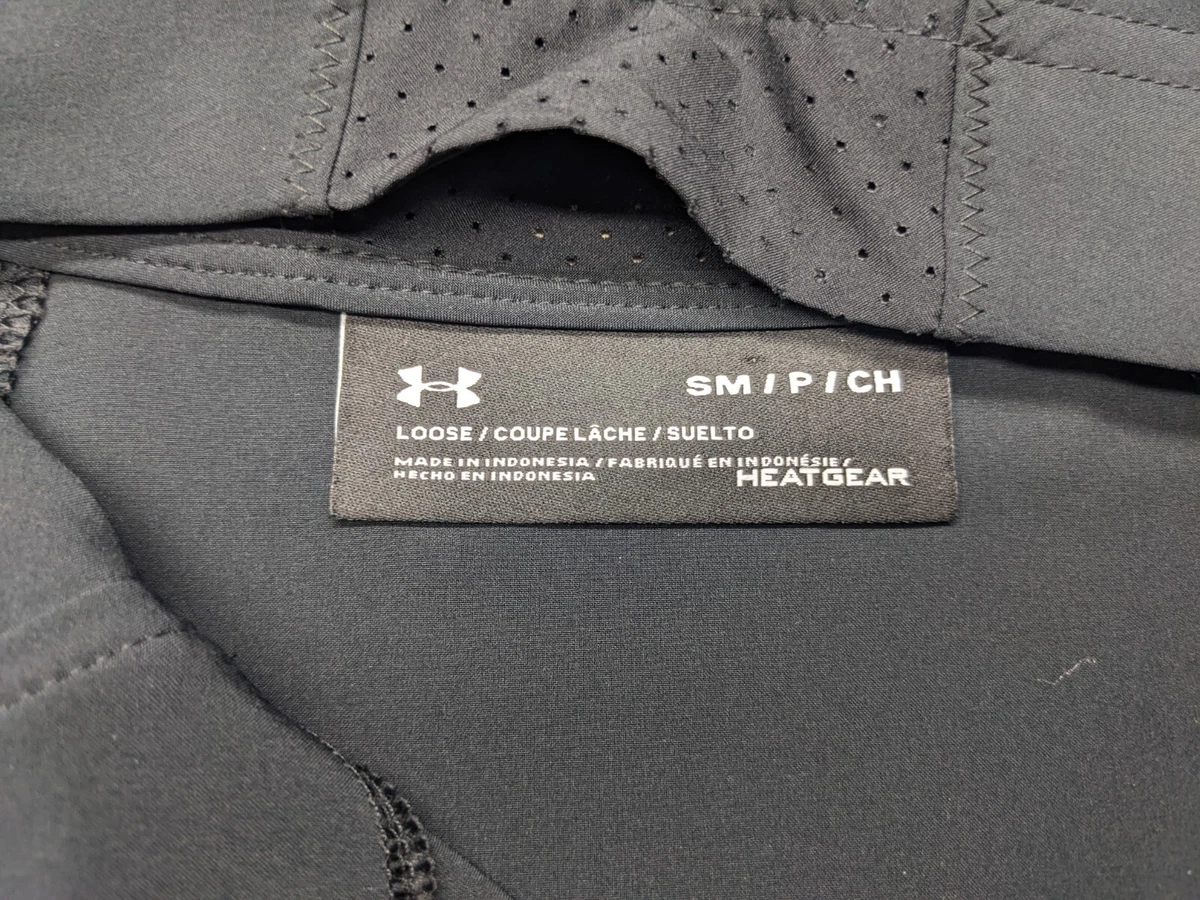 SM / P / CH
LOOSE / COUPE LÂCHE / SUELTO
MADE IN INDONESIA / FABRIQUÉ EN INDONÉSIE /
HECHO EN INDONESIA
HEATGEAR